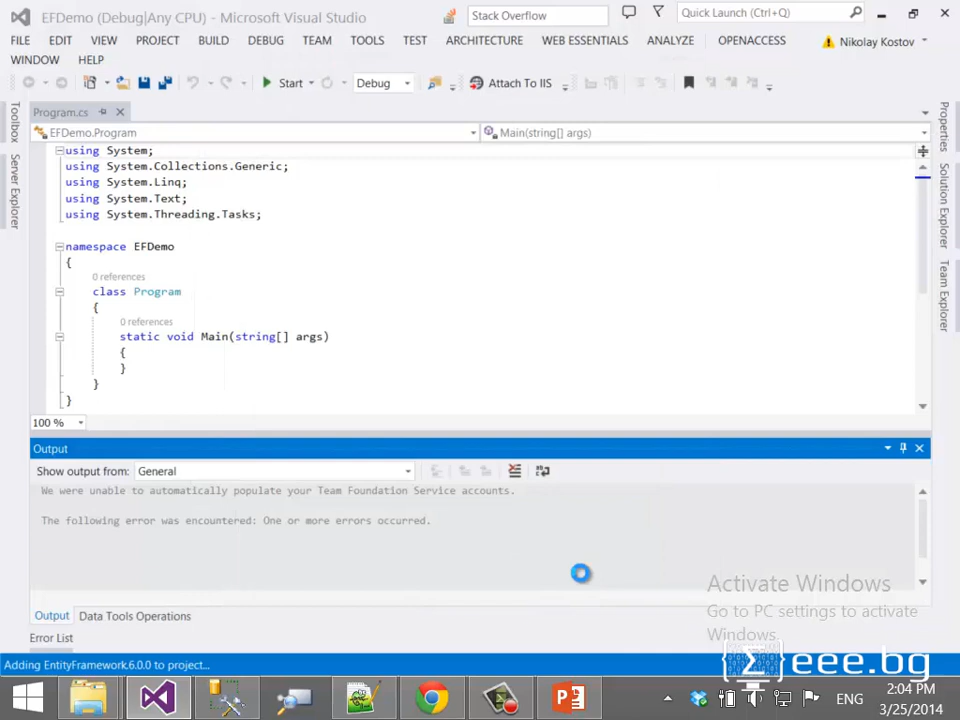 EFDemo (Debug|Any CPU) - Microsoft Visual Studio
Stack Overflow
Quick Launch (Ctrl+Q)
FILE EDIT VIEW PROJECT BUILD DEBUG TEAM TOOLS TEST ARCHITECTURE WEB ESSENTIALS ANALYZE OPENACCESS
Nikolay Kostov
WINDOW HELP
Start Debug Attach To IIS
Program.cs
EFDemo.Program
Main(string[] args)
Toolbox
Server Explorer
Properties
Solution Explorer
Team Explorer
using System;
using System.Collections.Generic;
using System.Linq;
using System.Text;
using System.Threading.Tasks;
namespace EFDemo
{
0 references
class Program
{
0 references
static void Main(string[] args)
{
}
}
}
100 %
Output
Show output from: General
We were unable to automatically populate your Team Foundation Service accounts.
The following error was encountered: One or more errors occurred.
Activate Windows
Go to PC settings to activate
Windows.
Output Data Tools Operations
Error List
Adding EntityFramework.6.0.0 to project...
{Σ} eee.bg
ENG
2:04 PM
3/25/2014